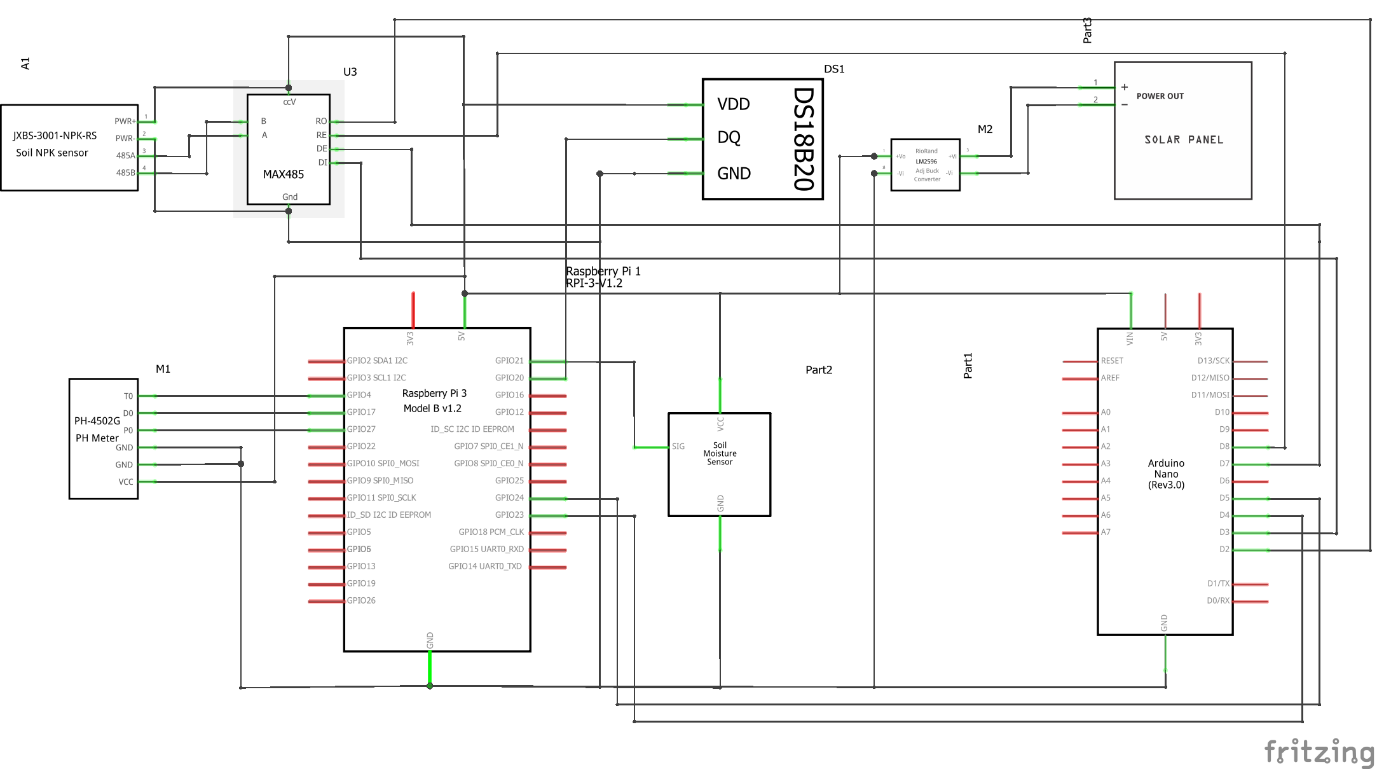 Part3
A1
U3
DS1
ccV
PWR+
1
PWR-
2
485A
3
485B
4
JXBS-3001-NPK-RS
Soil NPK sensor
B
A
RO
RE
DE
DI
MAX485
Gnd
VDD
DQ
GND
DS18B20
M2
+Vo
-Vi
RioRand
LM2596
Adj Buck
Converter
+Vi
-Vi
1
2
+
−
POWER OUT
SOLAR PANEL
Raspberry Pi 1
RPI-3-V1.2
3V3
5V
GPIO2 SDA1 I2C
GPIO3 SCL1 I2C
GPIO4
GPIO17
GPIO27
GPIO22
GPIO10 SPI0_MOSI
GPIO9 SPI0_MISO
GPIO11 SPI0_SCLK
ID_SD I2C ID EEPROM
GPIO5
GPIO6
GPIO13
GPIO19
GPIO26
Raspberry Pi 3
Model B v1.2
GPIO21
GPIO20
GPIO16
GPIO12
ID_SC I2C ID EEPROM
GPIO7 SPI0_CE1_N
GPIO8 SPI0_CE0_N
GPIO25
GPIO24
GPIO23
GPIO18 PCM_CLK
GPIO15 UART0_RXD
GPIO14 UART0_TXD
GND
M1
PH-4502G
PH Meter
T0
D0
P0
GND
GND
VCC
Part2
VCC
SIG
Soil
Moisture
Sensor
GND
Part1
VIN
5V
3V3
RESET
AREF
A0
A1
A2
A3
A4
A5
A6
A7
Arduino
Nano
(Rev3.0)
D13/SCK
D12/MISO
D11/MOSI
D10
D9
D8
D7
D6
D5
D4
D3
D2
D1/TX
D0/RX
GND
fritzing